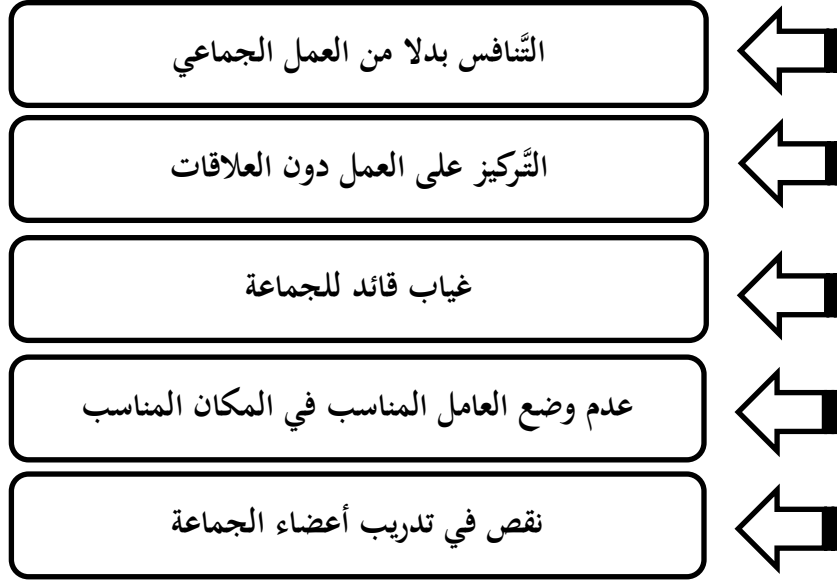 التَّنافس بدلا من العمل الجماعي
التَّركيز على العمل دون العلاقات
غياب قائد للجماعة
عدم وضع العامل المناسب في المكان المناسب
نقص في تدريب أعضاء الجماعة